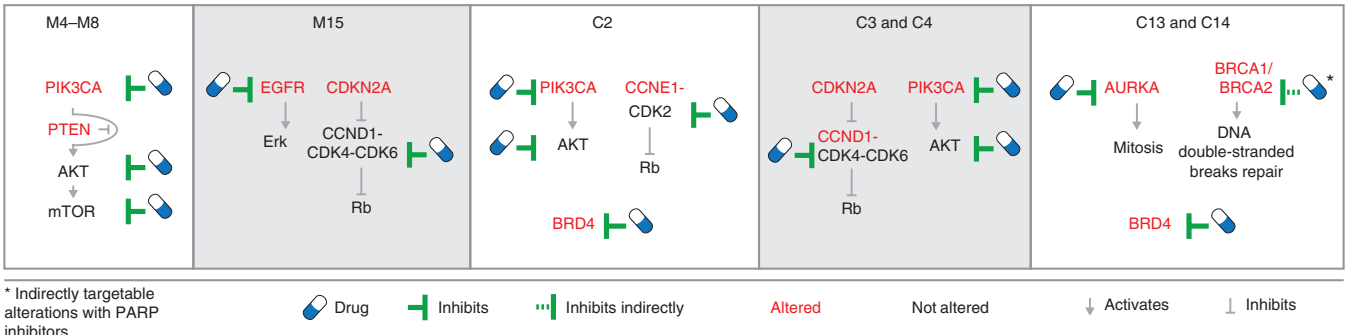 M4–M8
PIK3CA
PTEN
AKT
mTOR
M15
EGFR
CDKN2A
Erk
CCND1-
CDK4-CDK6
Rb
C2
PIK3CA
CCNE1-
CDK2
AKT
Rb
BRD4
C3 and C4
CDKN2A
PIK3CA
CCND1-
CDK4-CDK6
AKT
Rb
C13 and C14
AURKA
BRCA1/
BRCA2
*
Mitosis
DNA
double-stranded
breaks repair
BRD4
* Indirectly targetable
alterations with PARP
inhibitors
Drug
Inhibits
Inhibits indirectly
Altered
Not altered
Activates
Inhibits